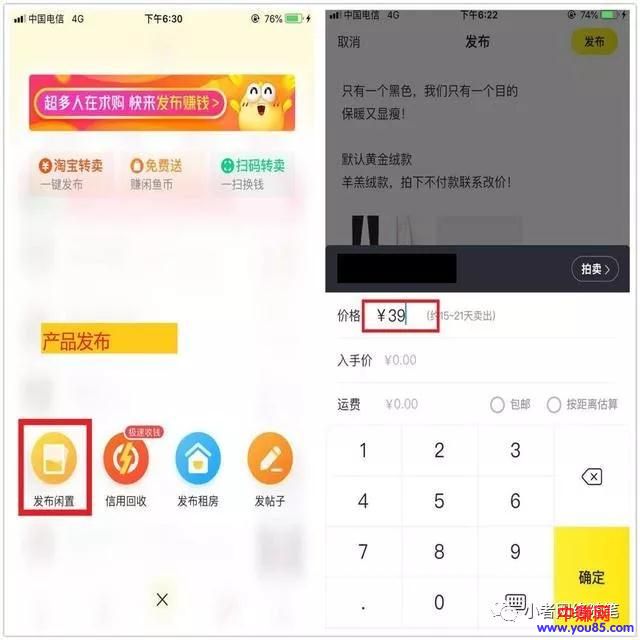 中国电信 4G 下午6:30 76%
超多人在求购 快来发布赚钱>
淘宝转卖 免费送 扫码转卖
一键发布 赚闲鱼币 一扫换钱
产品发布
极速收钱
发布闲置 信用回收 发布租房 发帖子
中国电信 4G 下午6:22 74%
取消 发布 发布
只有一个黑色，我们只有一个目的
保暖又显瘦！
默认黄金绒款
羊羔绒款，拍下不付款联系改价！
拍卖 >
价格 ¥39 (约15-21天卖出)
入手价 ¥0.00
运费 ¥0.00 包邮 按距离估算
1 2 3
4 5 6
7 8 9
确定
. 0
中赚网
www.you85.com